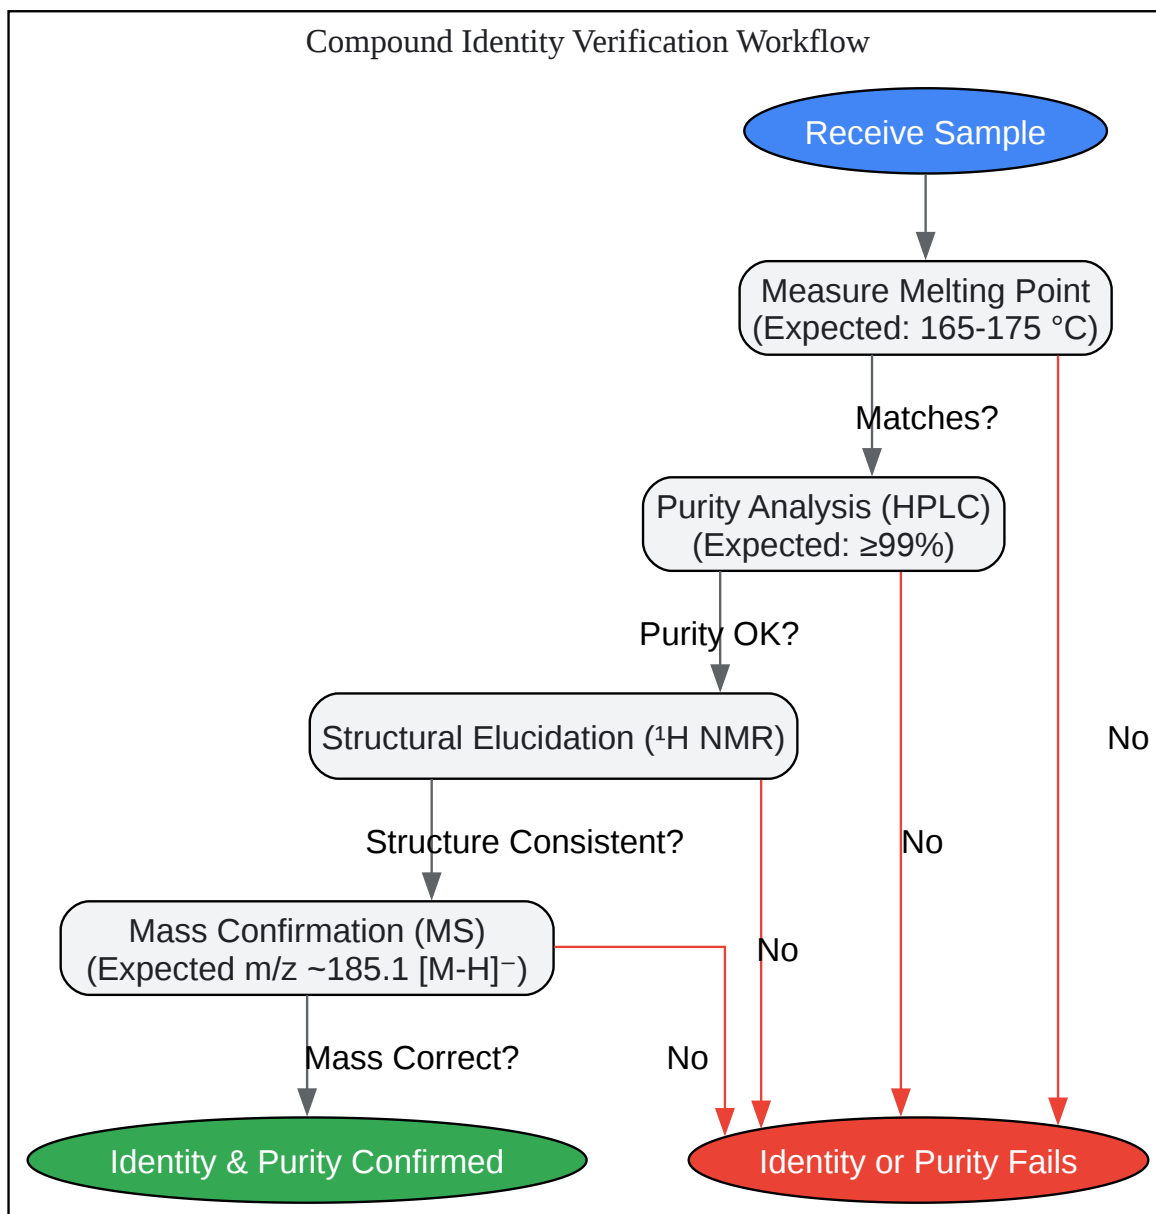 Compound Identity Verification Workflow
Receive Sample
Measure Melting Point
(Expected: 165-175 °C)
Matches?
Purity Analysis (HPLC)
(Expected: ≥99%)
Purity OK?
Structural Elucidation (¹H NMR)
No
Structure Consistent?
No
Mass Confirmation (MS)
(Expected m/z ~185.1 [M-H]⁻)
No
Mass Correct?
No
Identity & Purity Confirmed
Identity or Purity Fails